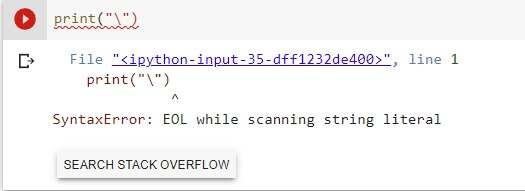 print("\")
File "<ipython-input-35-dff1232de400>", line 1
print("\")
^
SyntaxError: EOL while scanning string literal
SEARCH STACK OVERFLOW